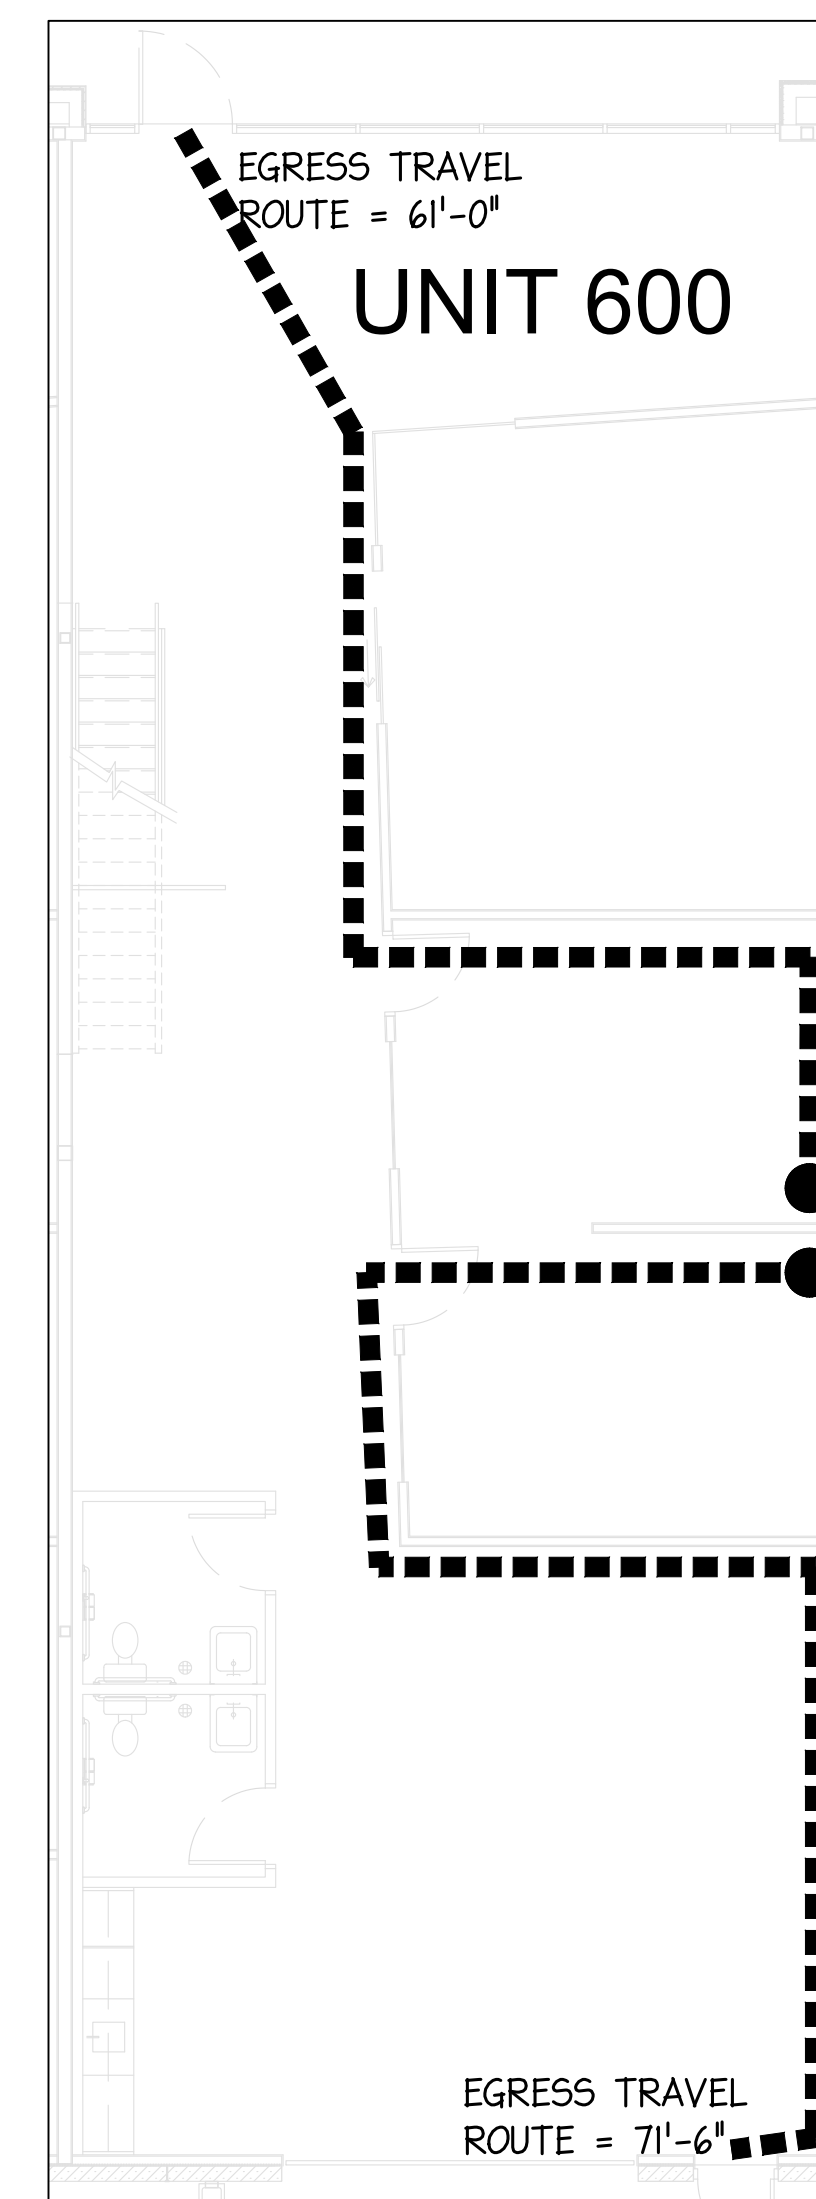 EGRESS TRAVEL
ROUTE = 61'-0"
UNIT 600
EGRESS TRAVEL
ROUTE = 71'-6"